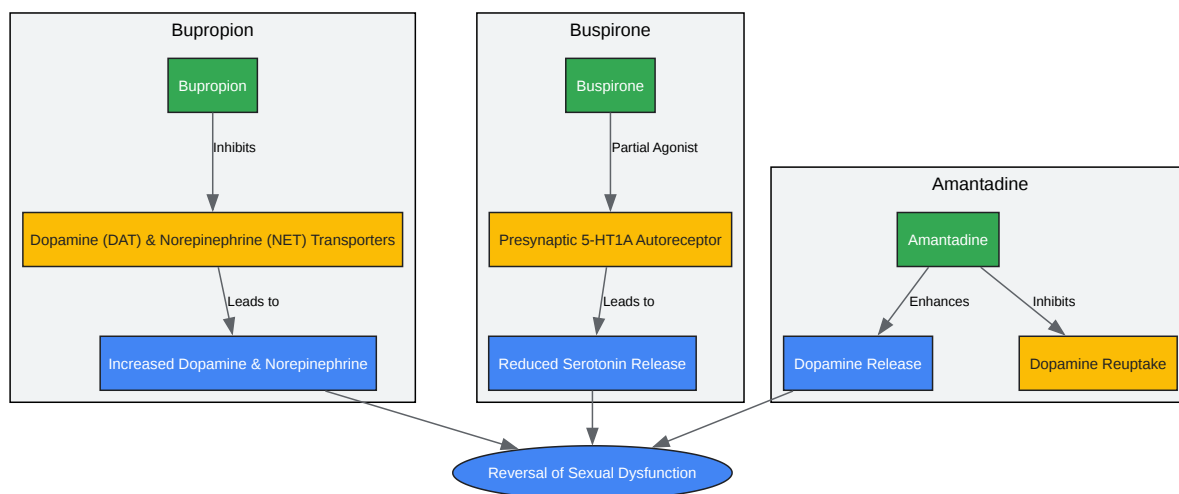 Bupropion
Bupropion
Inhibits
Dopamine (DAT) & Norepinephrine (NET) Transporters
Leads to
Increased Dopamine & Norepinephrine
Buspirone
Buspirone
Partial Agonist
Presynaptic 5-HT1A Autoreceptor
Leads to
Reduced Serotonin Release
Amantadine
Amantadine
Enhances
Inhibits
Dopamine Release
Dopamine Reuptake
Reversal of Sexual Dysfunction